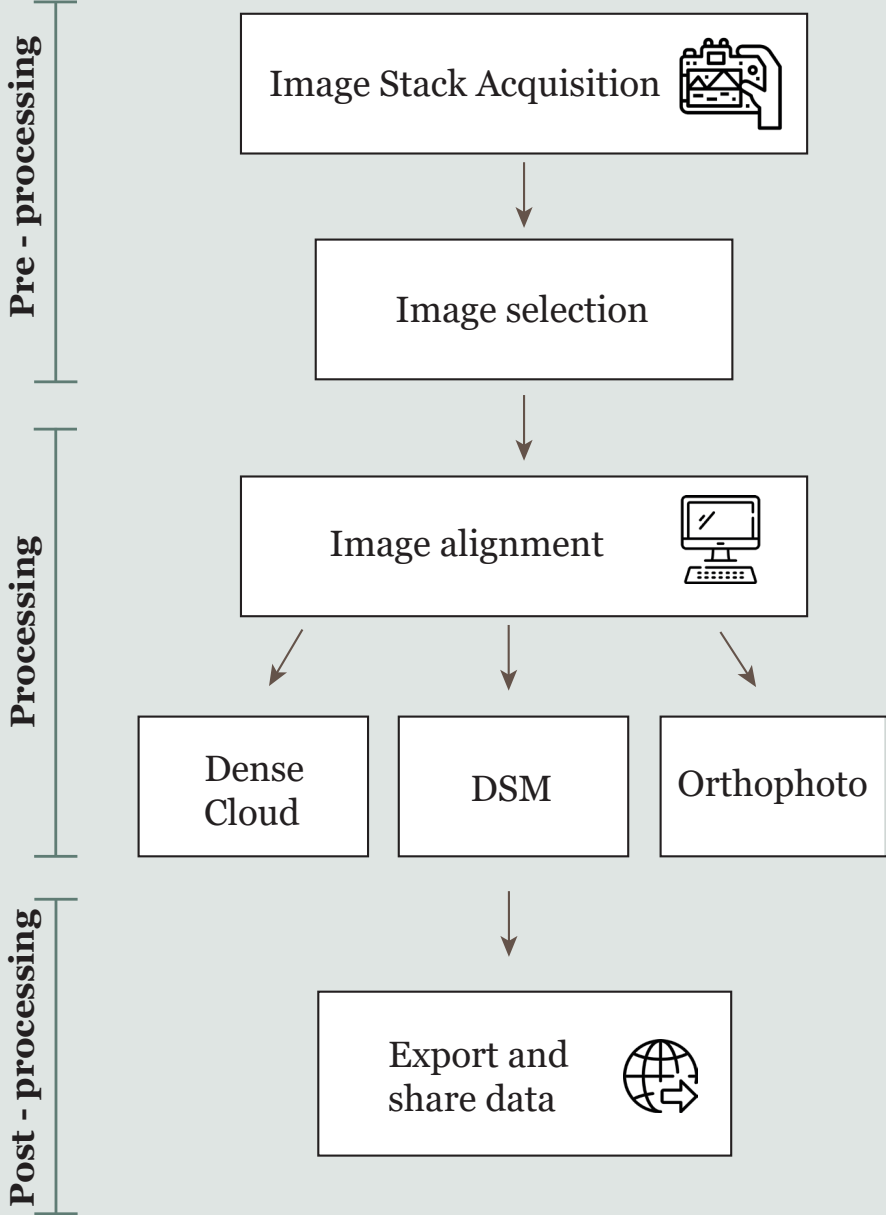 Pre - processing
Image Stack Acquisition
Image selection
Processing
Image alignment
Dense
Cloud
DSM
Orthophoto
Post - processing
Export and
share data